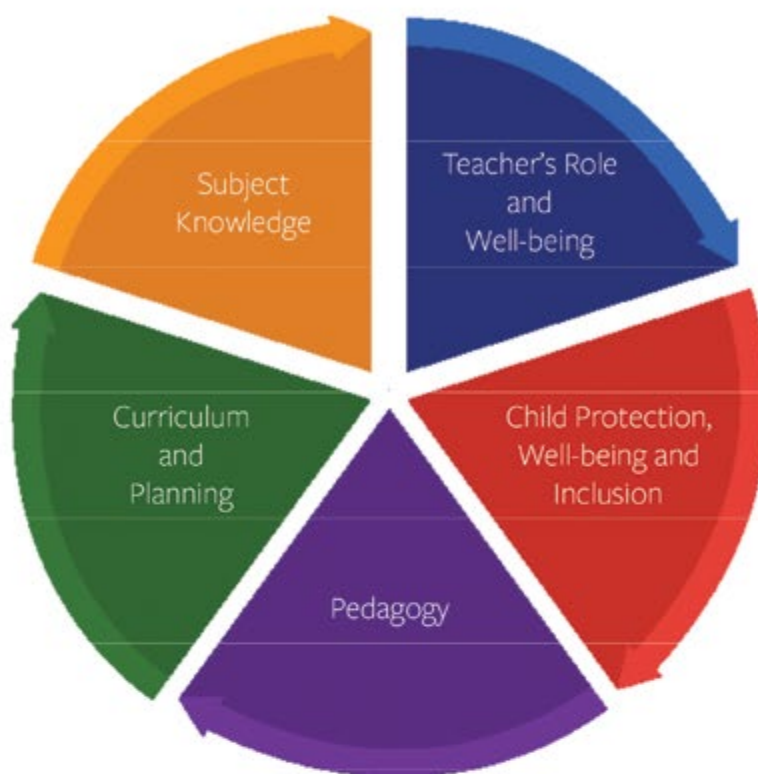 Teacher's Role
and
Well-being
Child Protection,
Well-being and
Inclusion
Pedagogy
Curriculum
and
Planning
Subject
Knowledge